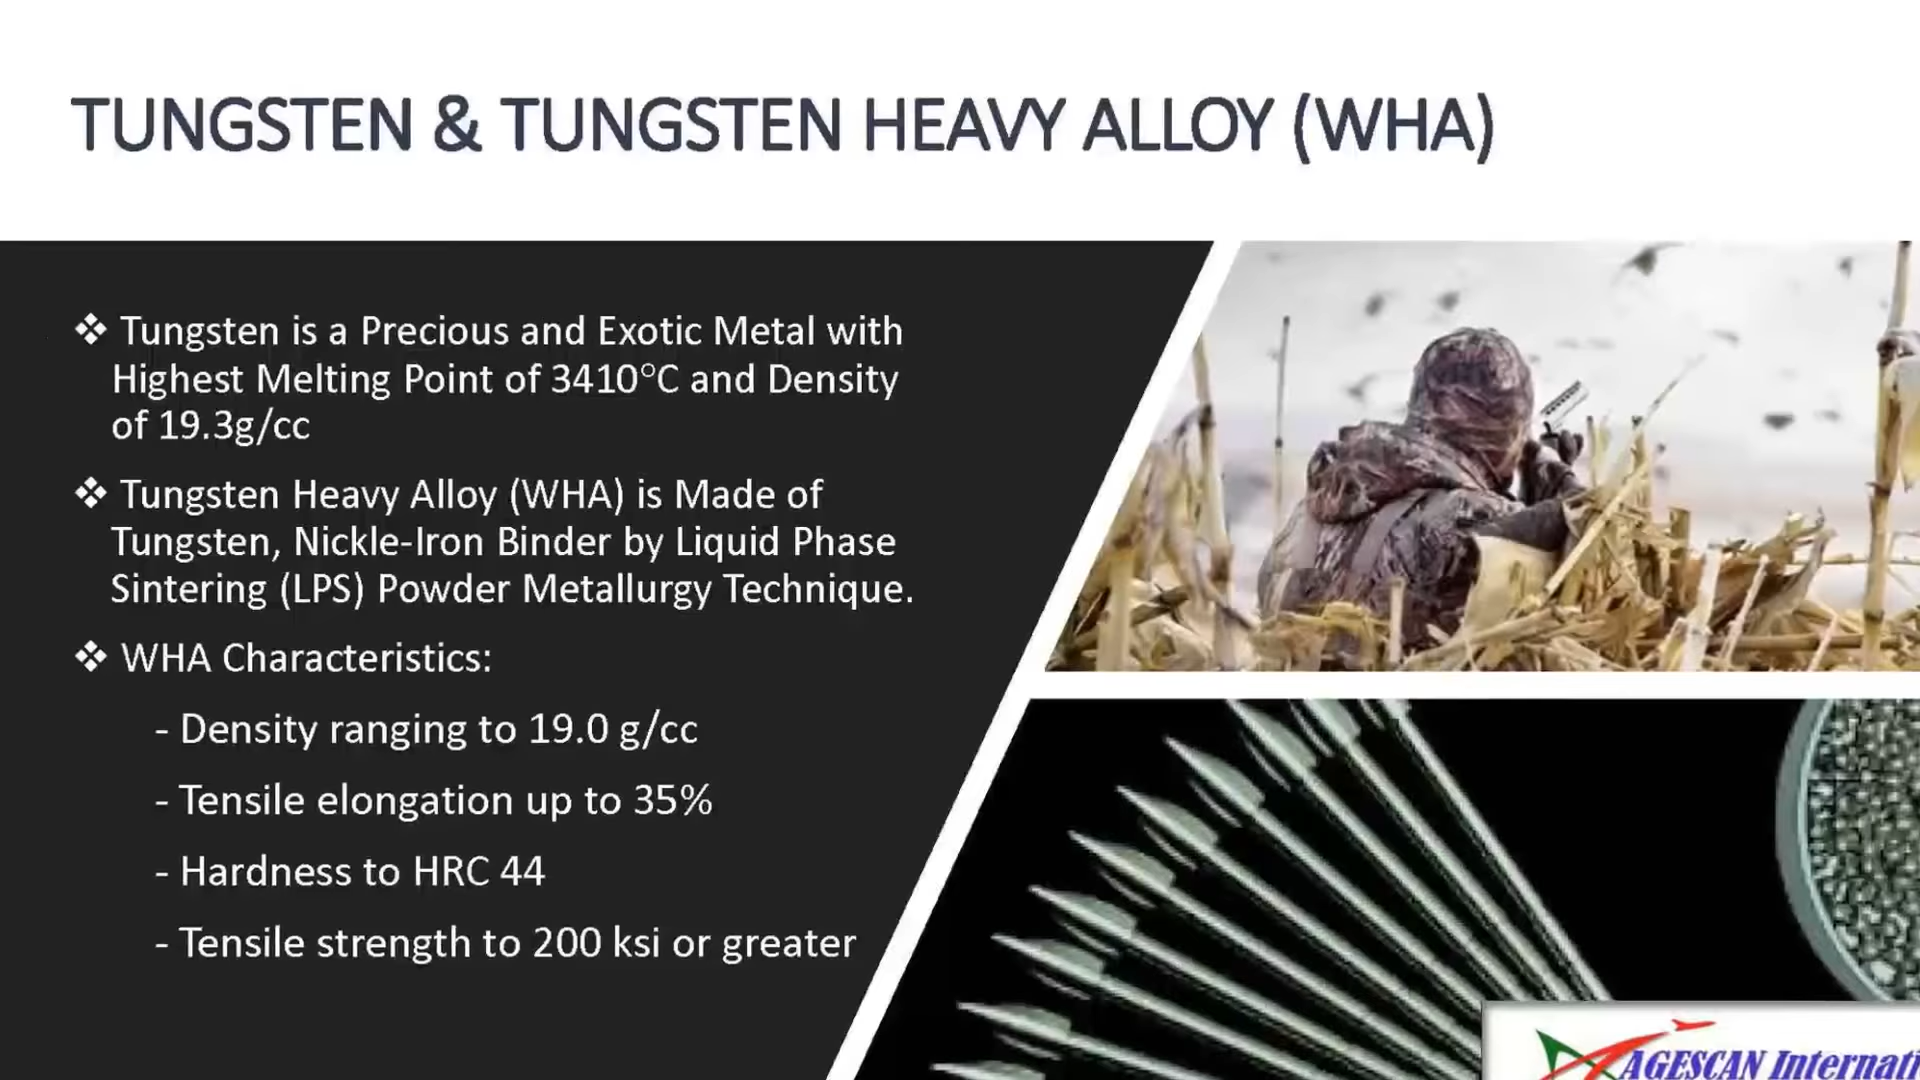 TUNGSTEN & TUNGSTEN HEAVY ALLOY (WHA)
❖ Tungsten is a Precious and Exotic Metal with
Highest Melting Point of 3410°C and Density
of 19.3g/cc
❖ Tungsten Heavy Alloy (WHA) is Made of
Tungsten, Nickle-Iron Binder by Liquid Phase
Sintering (LPS) Powder Metallurgy Technique.
❖ WHA Characteristics:
- Density ranging to 19.0 g/cc
- Tensile elongation up to 35%
- Hardness to HRC 44
- Tensile strength to 200 ksi or greater
AGESCAN Internati